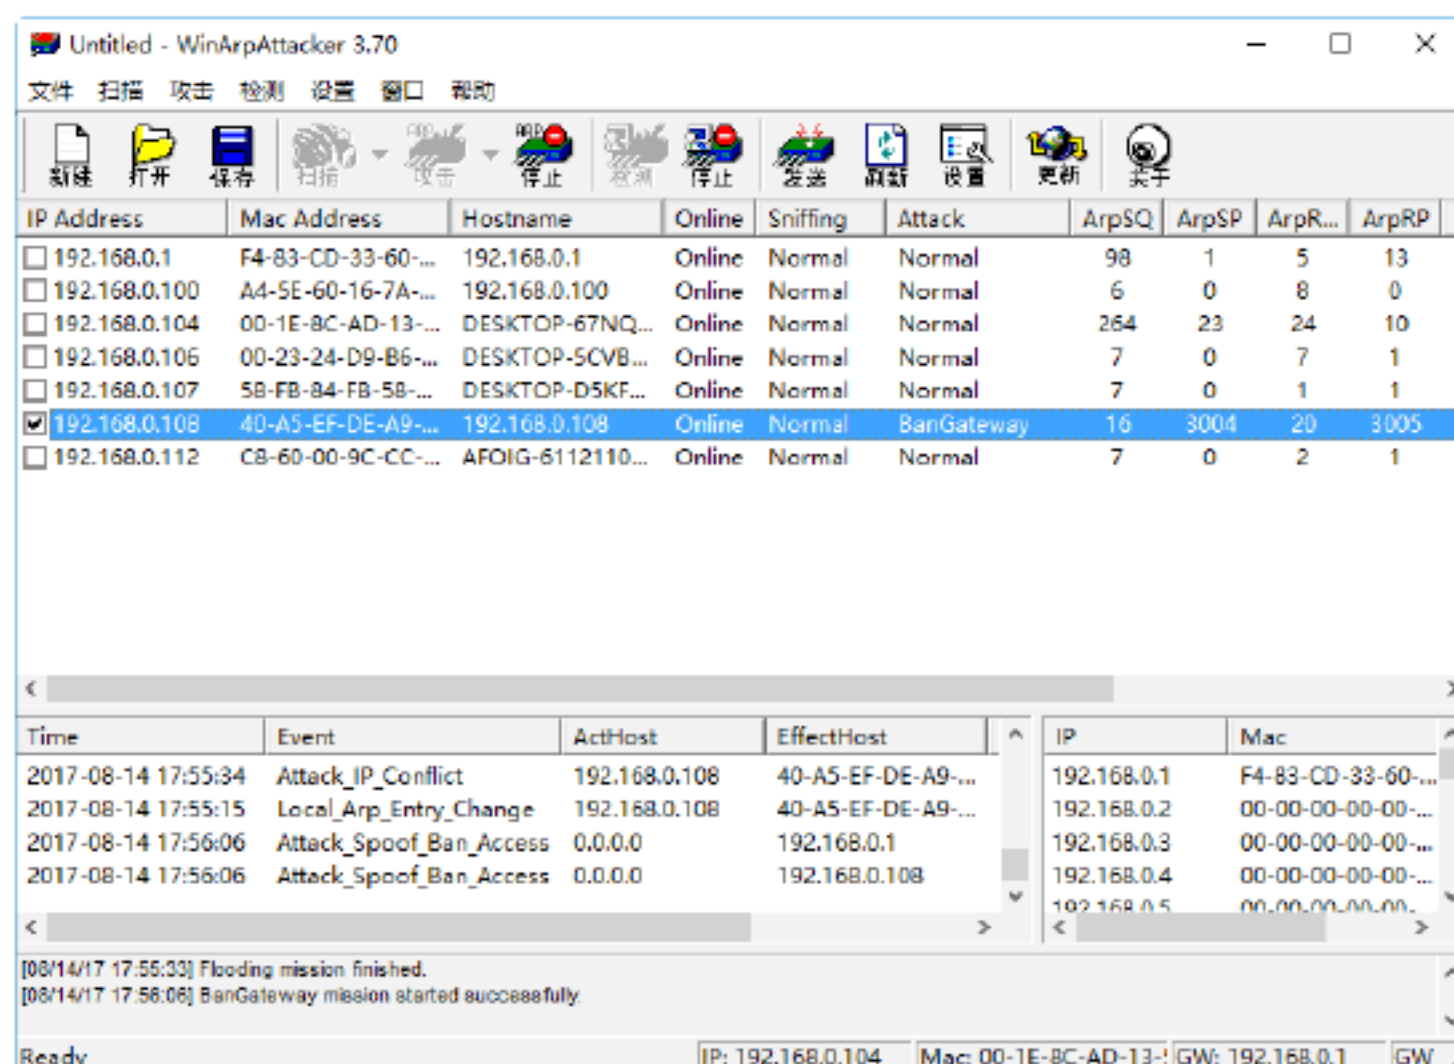 Untitled - WinArpAttacker 3.70
文件 扫描 攻击 检测 设置 窗口 帮助
新建 打开 保存 扫描 攻击 停止 检测 停止 发送 刷新 设置 更新 关于
IP Address Mac Address Hostname Online Sniffing Attack ArpSQ ArpSP ArpR... ArpRP
192.168.0.1 F4-83-CD-33-60-... 192.168.0.1 Online Normal Normal 98 1 5 13
192.168.0.100 A4-5E-60-16-7A-... 192.168.0.100 Online Normal Normal 6 0 8 0
192.168.0.104 00-1E-8C-AD-13-... DESKTOP-67NQ... Online Normal Normal 264 23 24 10
192.168.0.106 00-23-24-D9-B6-... DESKTOP-5CVB... Online Normal Normal 7 0 7 1
192.168.0.107 58-FB-84-FB-58-... DESKTOP-D5KF... Online Normal Normal 7 0 1 1
192.168.0.108 40-A5-EF-DE-A9-... 192.168.0.108 Online Normal BanGateway 16 3004 20 3005
192.168.0.112 C8-60-00-9C-CC-... AFOIG-6112110... Online Normal Normal 7 0 2 1
Time Event ActHost EffectHost IP Mac
2017-08-14 17:55:34 Attack_IP_Conflict 192.168.0.108 40-A5-EF-DE-A9-... 192.168.0.1 F4-83-CD-33-60-...
2017-08-14 17:55:15 Local_Arp_Entry_Change 192.168.0.108 40-A5-EF-DE-A9-... 192.168.0.2 00-00-00-00-00-...
2017-08-14 17:56:06 Attack_Spoof_Ban_Access 0.0.0.0 192.168.0.1 192.168.0.3 00-00-00-00-00-...
2017-08-14 17:56:06 Attack_Spoof_Ban_Access 0.0.0.0 192.168.0.108 192.168.0.4 00-00-00-00-00-...
192.168.0.5 00-00-00-00-00-
[08/14/17 17:55:33] Flooding mission finished.
[08/14/17 17:56:06] BanGateway mission started successfully.
Ready IP: 192.168.0.104 Mac: 00-1E-8C-AD-13- GW: 192.168.0.1 GW